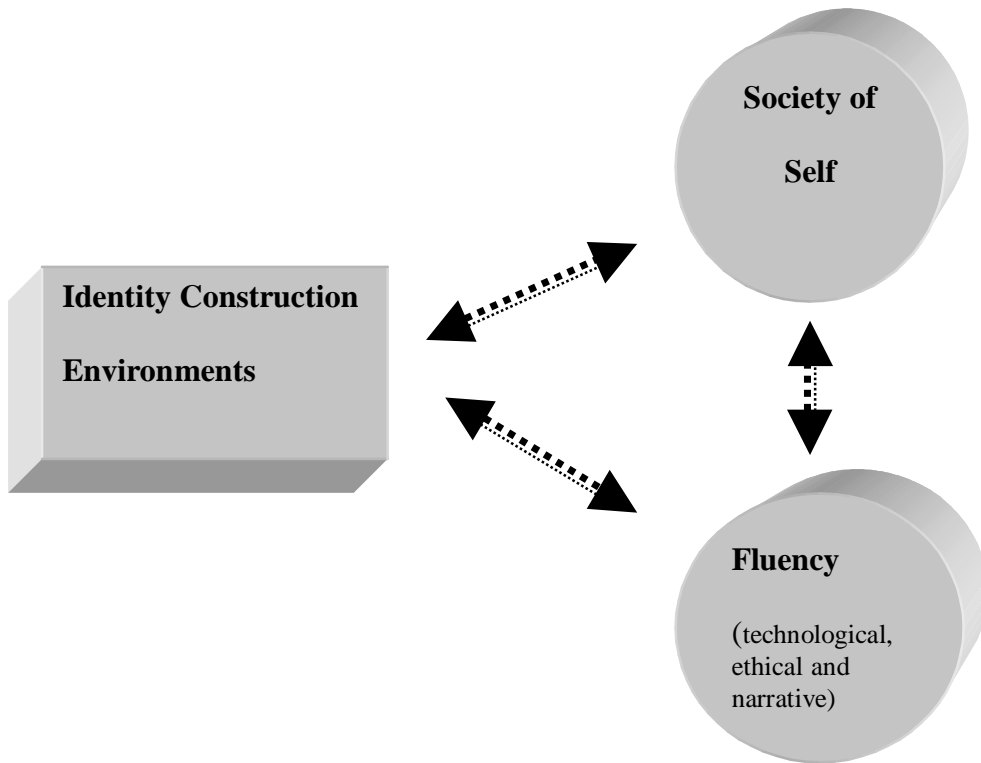 Society of
Self
Identity Construction
Environments
Fluency
(technological,
ethical and
narrative)